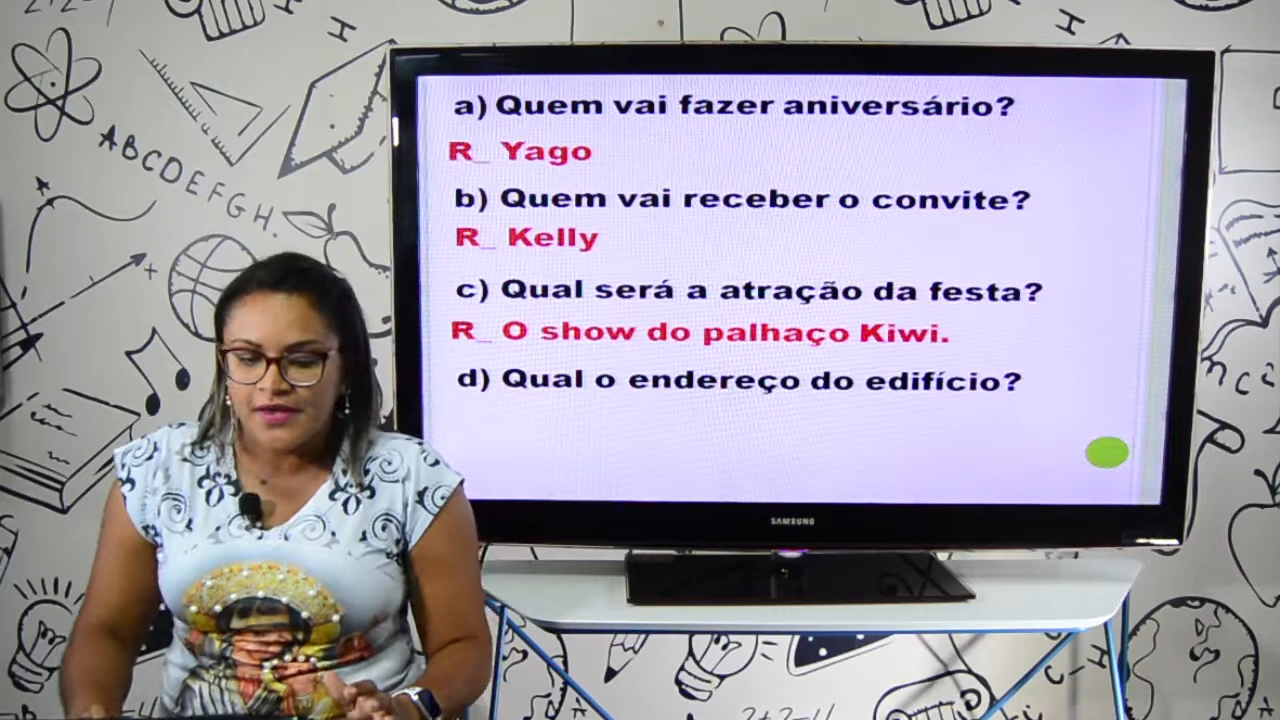 a) Quem vai fazer aniversário?
R_ Yago
b) Quem vai receber o convite?
R_ Kelly
c) Qual será a atração da festa?
R_ O show do palhaço Kiwi.
d) Qual o endereço do edifício?
SAMSUNG
ABCDEFGH.